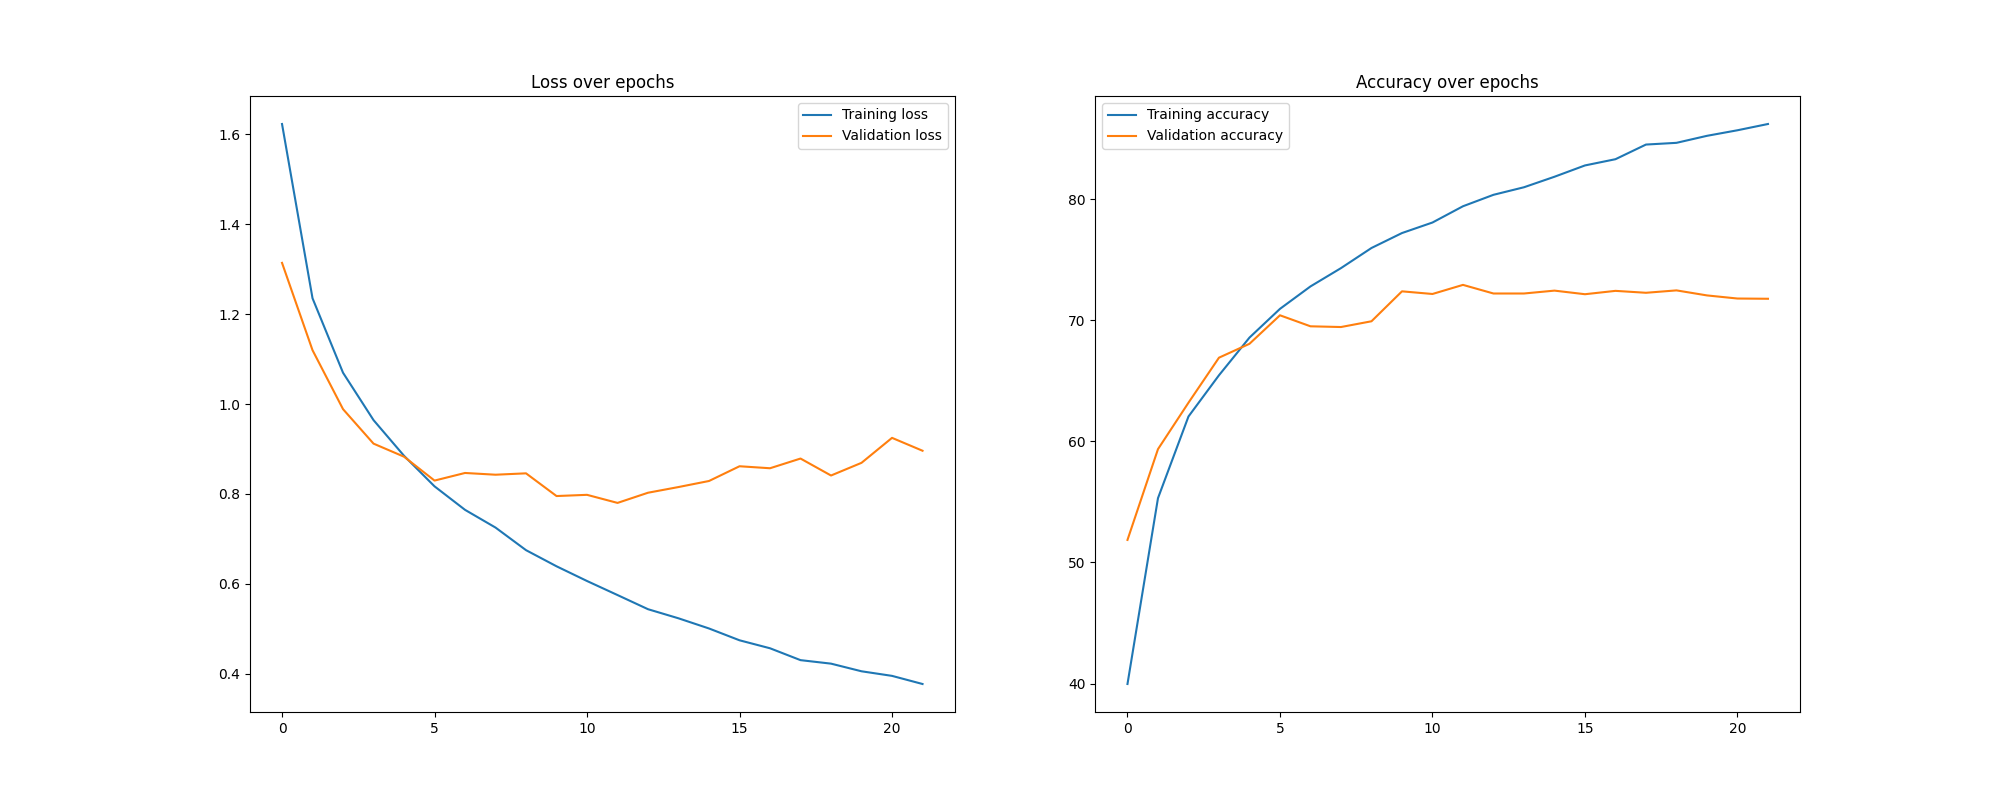 Loss over epochs
Training loss
Validation loss
1.6
1.4
1.2
1.0
0.8
0.6
0.4
0 5 10 15 20
Accuracy over epochs
Training accuracy
Validation accuracy
80
70
60
50
40
0 5 10 15 20